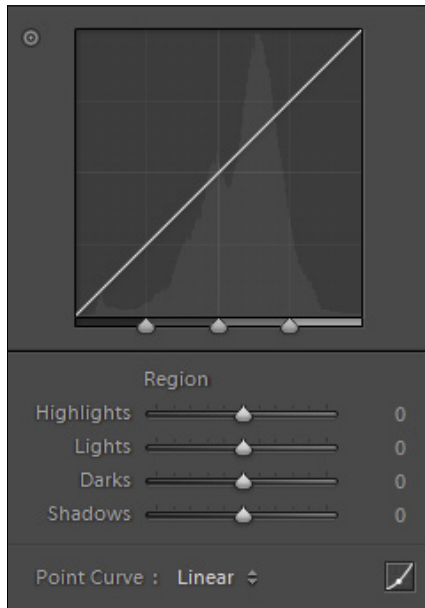 Region
Highlights 0
Lights 0
Darks 0
Shadows 0
Point Curve : Linear